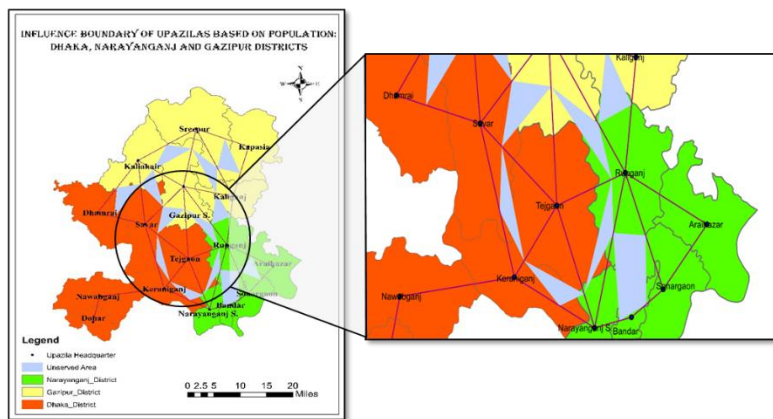 INFLUENCE BOUNDARY OF UPAZILAS BASED ON POPULATION:
DHAKA, NARAYANGANJ AND GAZIPUR DISTRICTS
N
W E
S
Sreepur
Kapasia
Kaliakair
Kaliganj
Dhamrai
Gazipur S.
Savar
Rupganj
Tejgaon
Araihazar
Keraniganj
Sonargaon
Nawabganj
Bandar
Narayanganj S.
Dohar
Legend
Upazila Headquarter
Unserved Area
Narayanganj_District
Gazipur_District
Dhaka_District
0 2.5 5 10 15 20
Miles
Kaliganj
Dhamrai
Savar
Rupganj
Tejgaon
Araihazar
Keraniganj
Sonargaon
Nawabganj
Narayanganj S.
Bandar